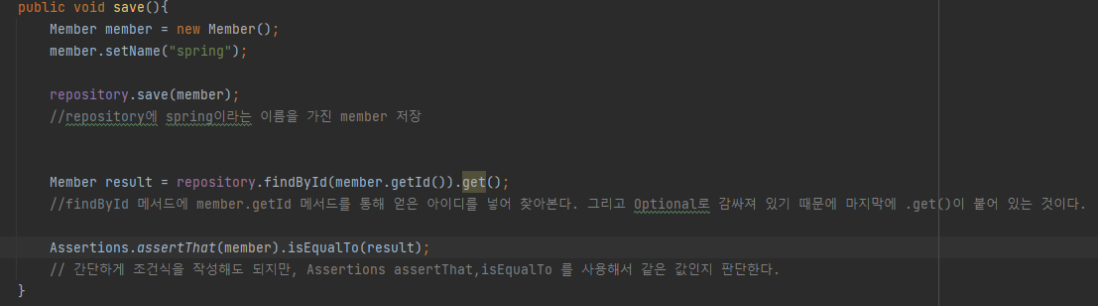 public void save(){
Member member = new Member();
member.setName("spring");
repository.save(member);
//repository에 spring이라는 이름을 가진 member 저장
Member result = repository.findById(member.getId()).get();
//findById 메서드에 member.getId 메서드를 통해 얻은 아이디를 넣어 찾아본다. 그리고 Optional로 감싸져 있기 때문에 마지막에 .get()이 붙어 있는 것이다.
Assertions.assertThat(member).isEqualTo(result);
// 간단하게 조건식을 작성해도 되지만, Assertions assertThat,isEqualTo 를 사용해서 같은 값인지 판단한다.
}